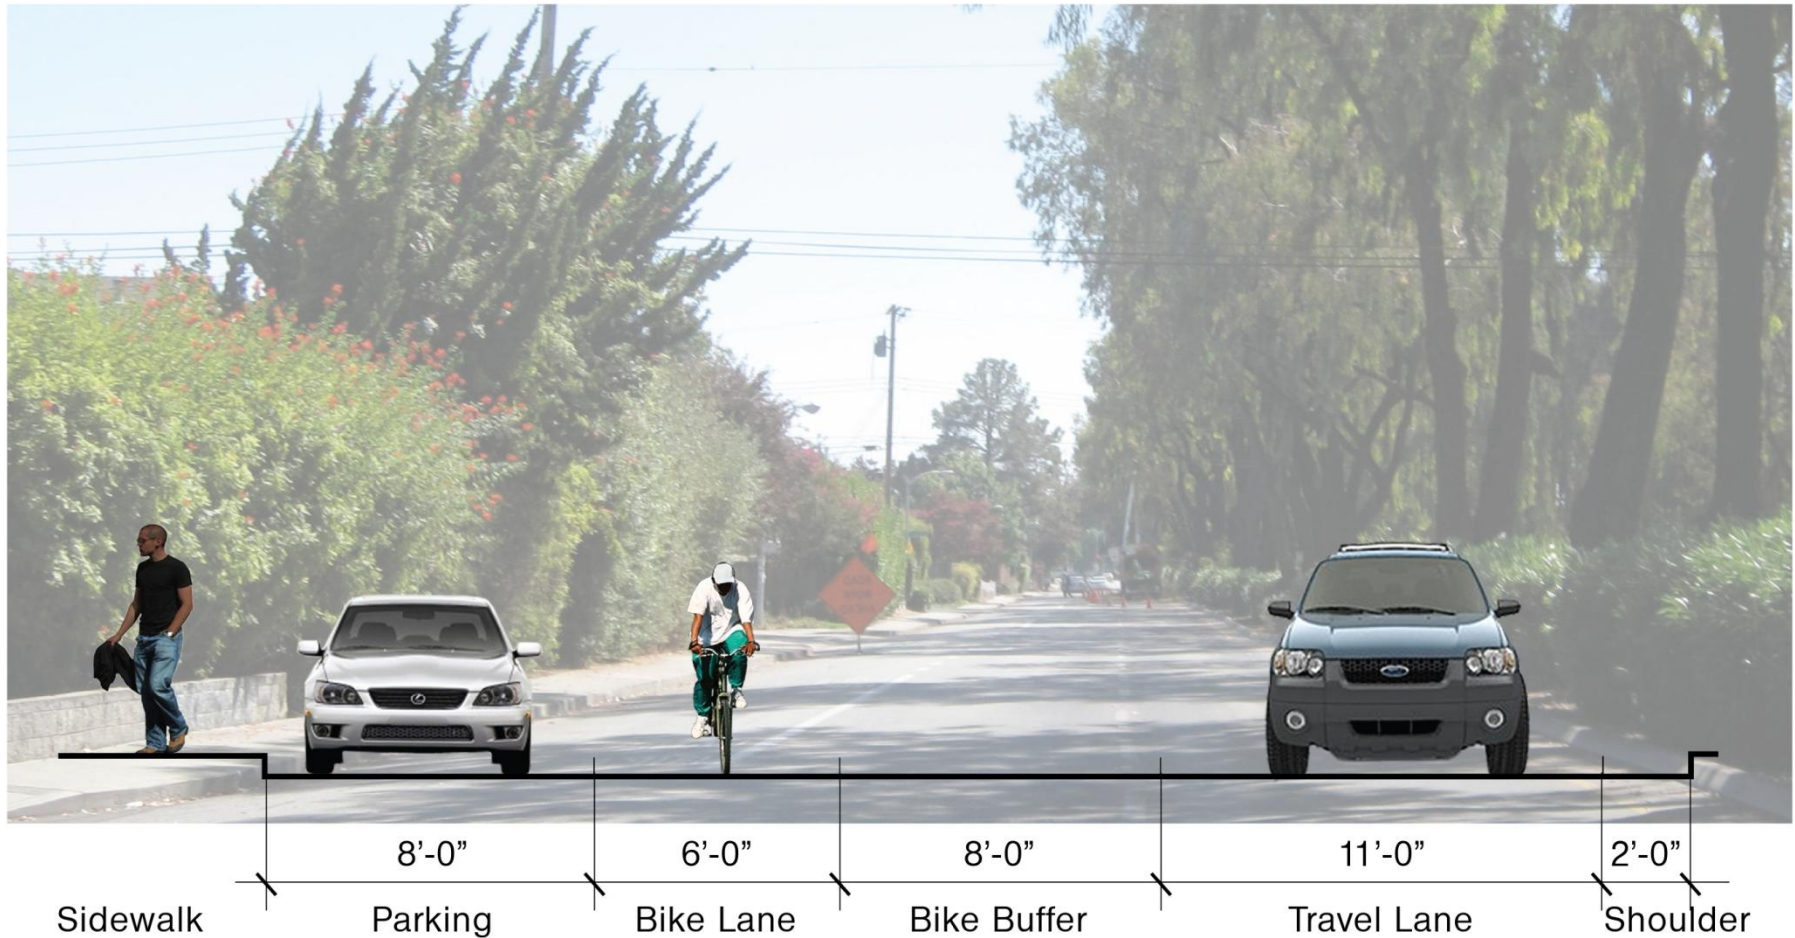 8’-0” 6’-0” 8’-0” 11’-0” 2’-0”
Sidewalk Parking Bike Lane Bike Buffer Travel Lane Shoulder